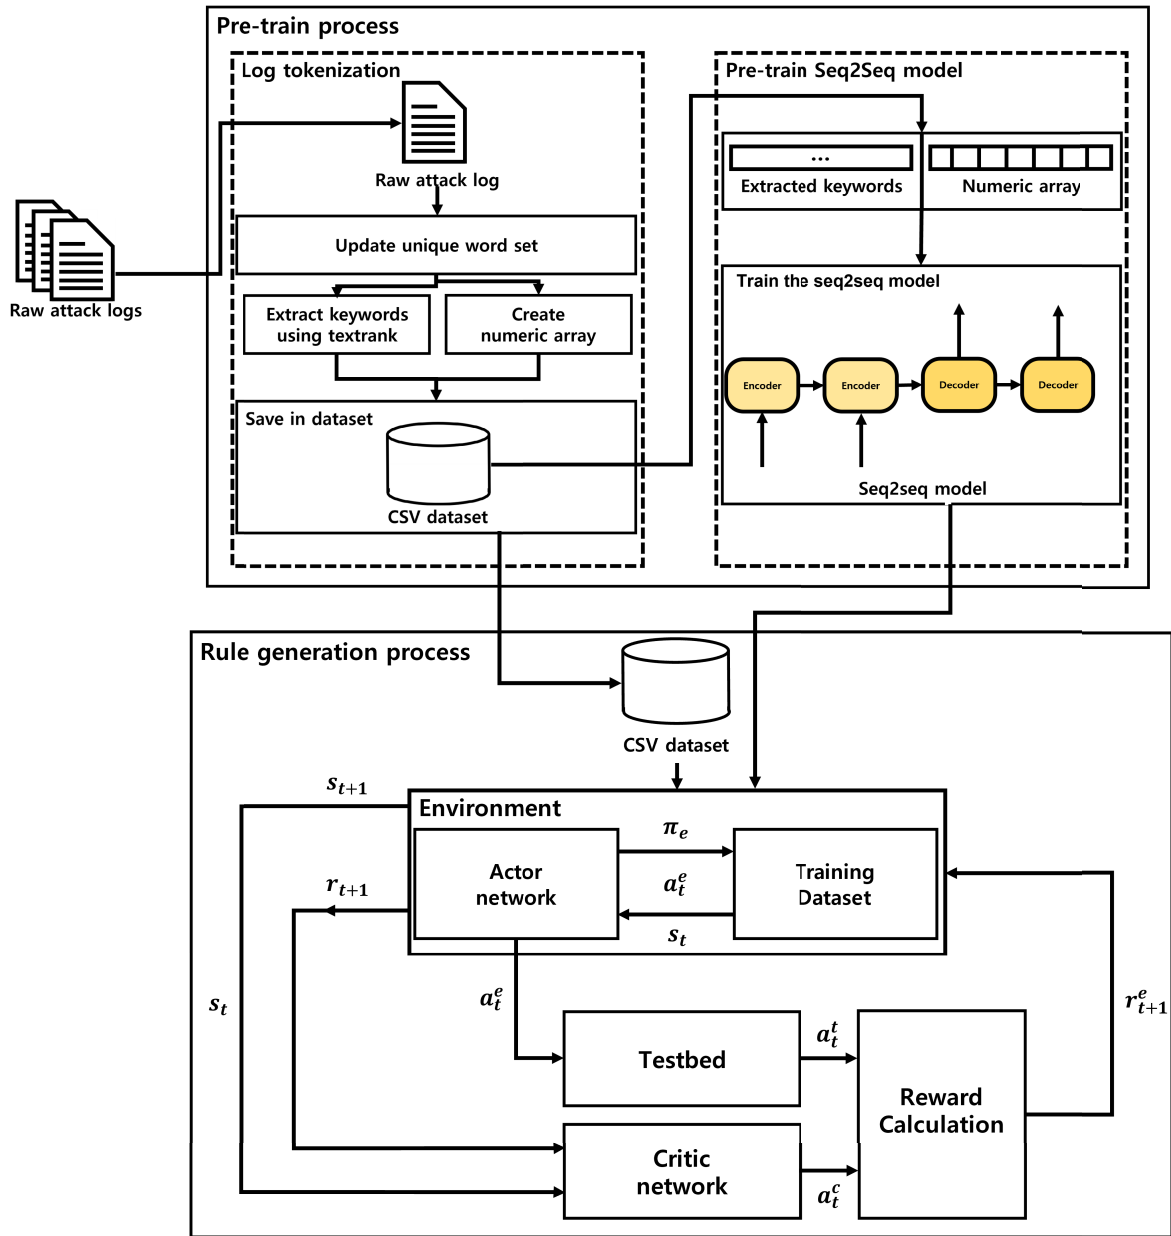 Pre-train process
Log tokenization
Pre-train Seq2Seq model
Raw attack log
...
Extracted keywords
Numeric array
Raw attack logs
Update unique word set
Extract keywords
using textrank
Create
numeric array
Train the seq2seq model
Encoder
Encoder
Decoder
Decoder
Seq2seq model
Save in dataset
CSV dataset
Rule generation process
CSV dataset
s_{t+1}
Environment
Actor
network
π_e
a_t^e
s_t
Training
Dataset
r_{t+1}
s_t
a_t^e
Testbed
a_t^t
Reward
Calculation
r_{t+1}^e
Critic
network
a_t^c